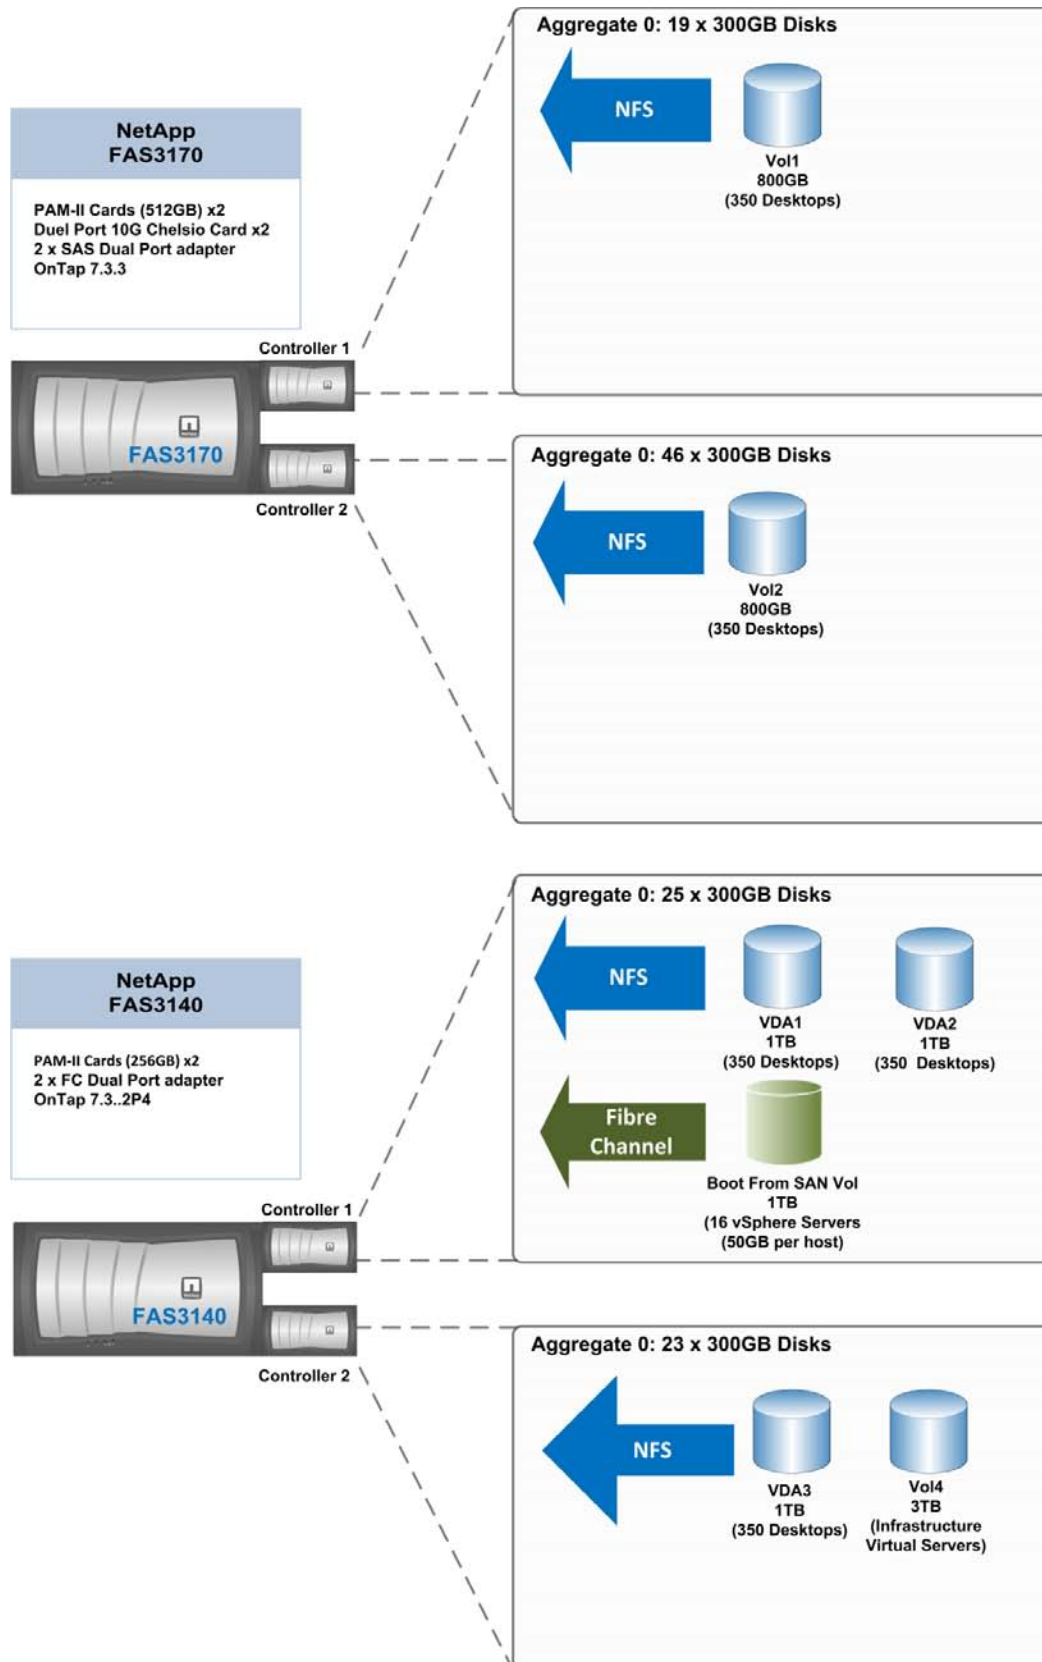 Aggregate 0: 19 x 300GB Disks
NFS
Vol1
800GB
(350 Desktops)
NetApp
FAS3170
PAM-II Cards (512GB) x2
Duel Port 10G Chelsio Card x2
2 x SAS Dual Port adapter
OnTap 7.3.3
Controller 1
FAS3170
Controller 2
Aggregate 0: 46 x 300GB Disks
NFS
Vol2
800GB
(350 Desktops)
Aggregate 0: 25 x 300GB Disks
NFS
VDA1
1TB
(350 Desktops)
VDA2
1TB
(350 Desktops)
Fibre
Channel
Boot From SAN Vol
1TB
(16 vSphere Servers
(50GB per host)
NetApp
FAS3140
PAM-II Cards (256GB) x2
2 x FC Dual Port adapter
OnTap 7.3..2P4
Controller 1
FAS3140
Controller 2
Aggregate 0: 23 x 300GB Disks
NFS
VDA3
1TB
(350 Desktops)
Vol4
3TB
(Infrastructure
Virtual Servers)